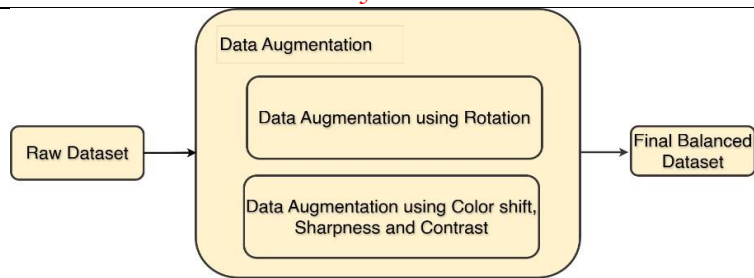 Data Augmentation
Data Augmentation using Rotation
Raw Dataset
Final Balanced
Dataset
Data Augmentation using Color shift,
Sharpness and Contrast